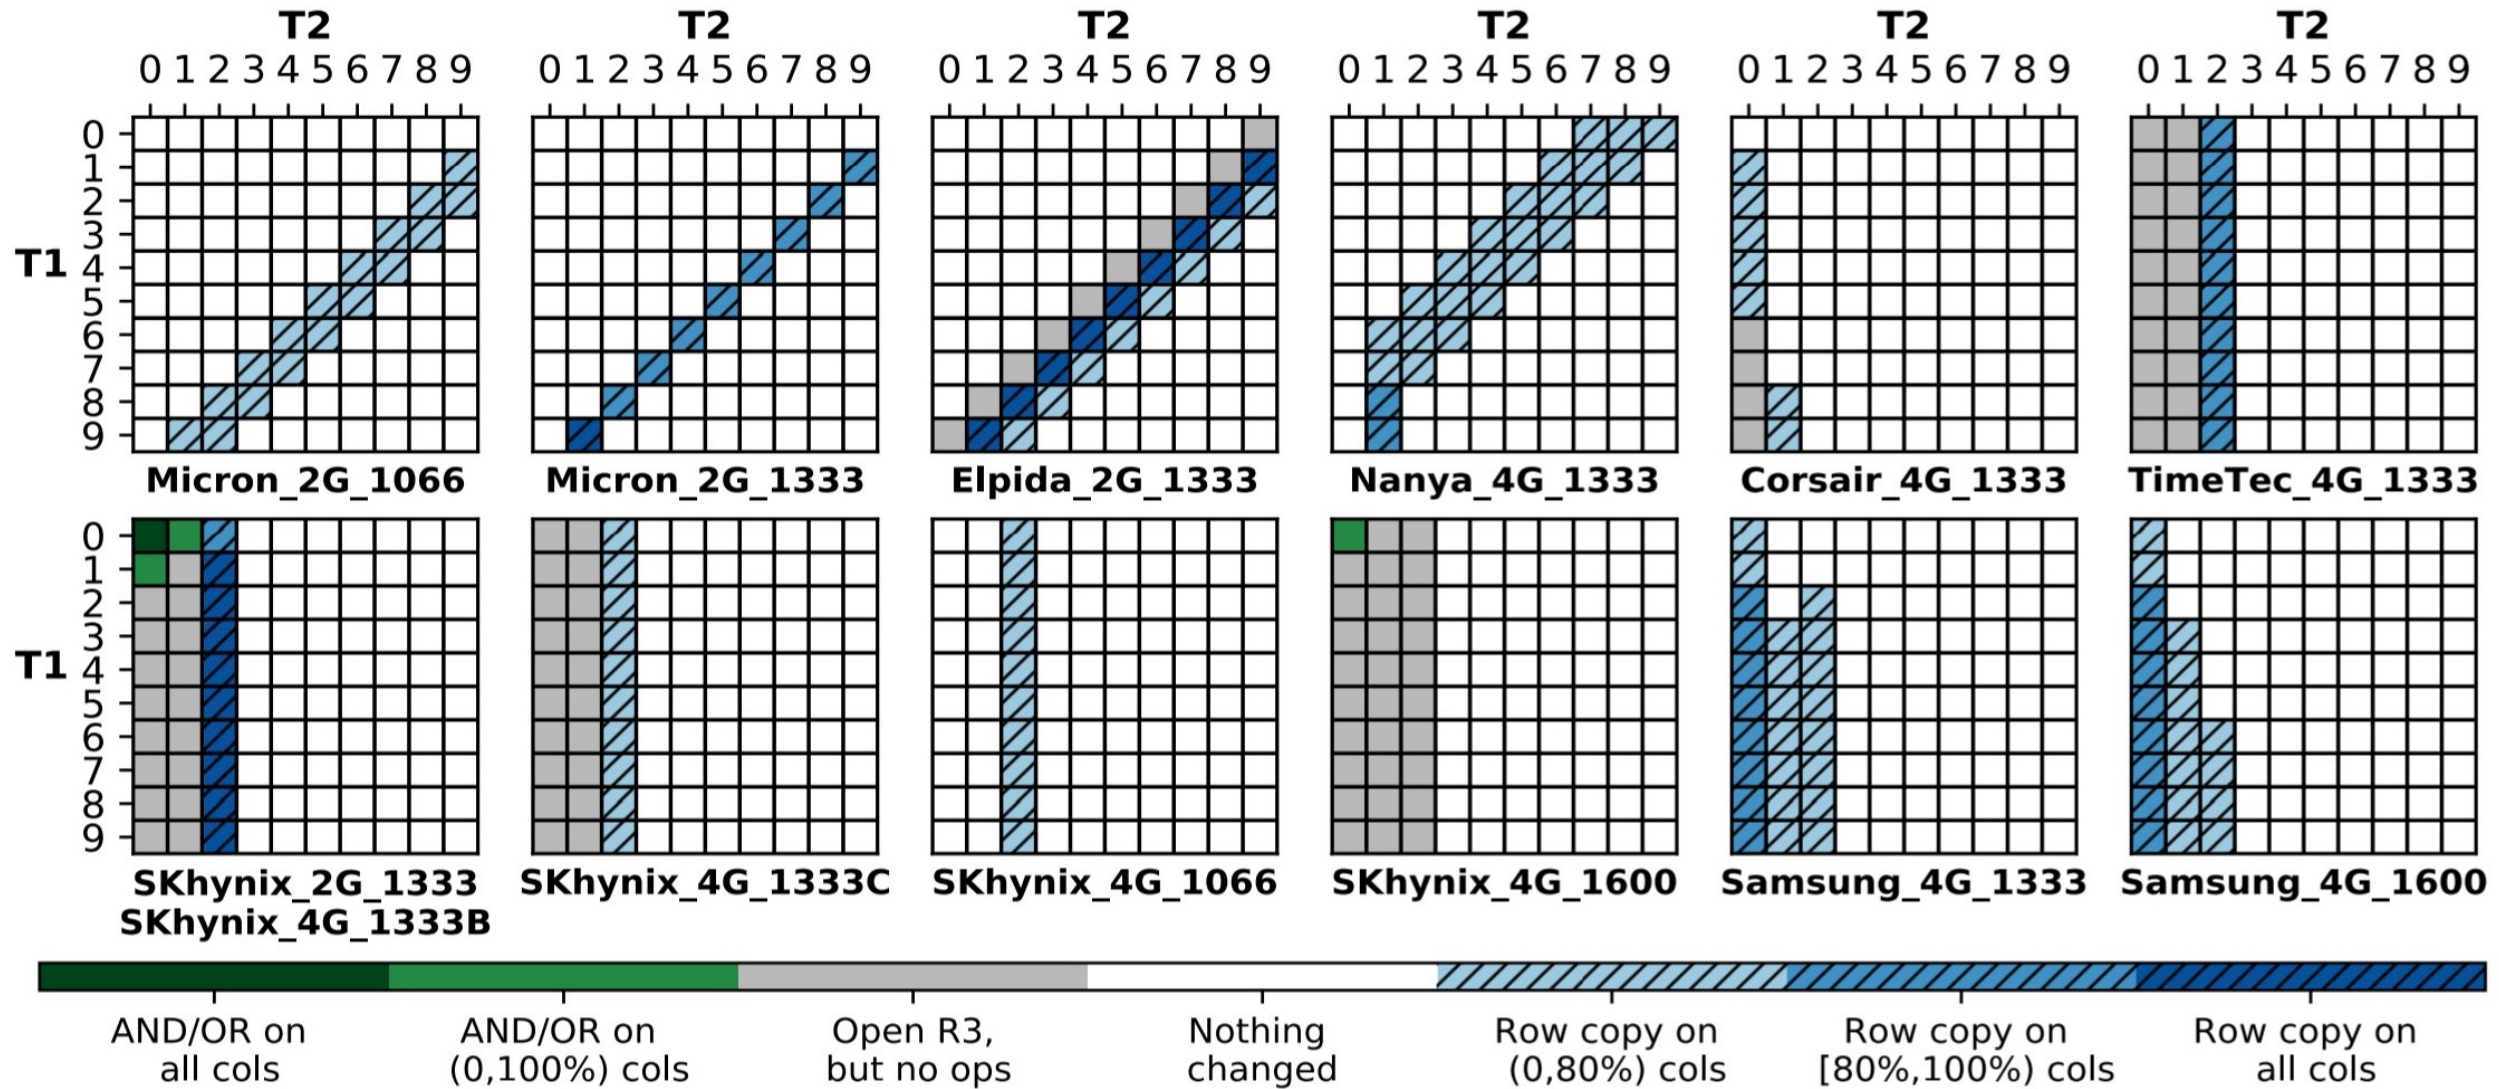 T2 T2 T2 T2 T2 T2
0 1 2 3 4 5 6 7 8 9 0 1 2 3 4 5 6 7 8 9 0 1 2 3 4 5 6 7 8 9 0 1 2 3 4 5 6 7 8 9 0 1 2 3 4 5 6 7 8 9 0 1 2 3 4 5 6 7 8 9
T1
0
1
2
3
4
5
6
7
8
9
Micron_2G_1066 Micron_2G_1333 Elpida_2G_1333 Nanya_4G_1333 Corsair_4G_1333 TimeTec_4G_1333
T1
0
1
2
3
4
5
6
7
8
9
SKhynix_2G_1333 SKhynix_4G_1333C SKhynix_4G_1066 SKhynix_4G_1600 Samsung_4G_1333 Samsung_4G_1600
SKhynix_4G_1333B
AND/OR on
all cols
AND/OR on
(0,100%) cols
Open R3,
but no ops
Nothing
changed
Row copy on
(0,80%) cols
Row copy on
[80%,100%) cols
Row copy on
all cols